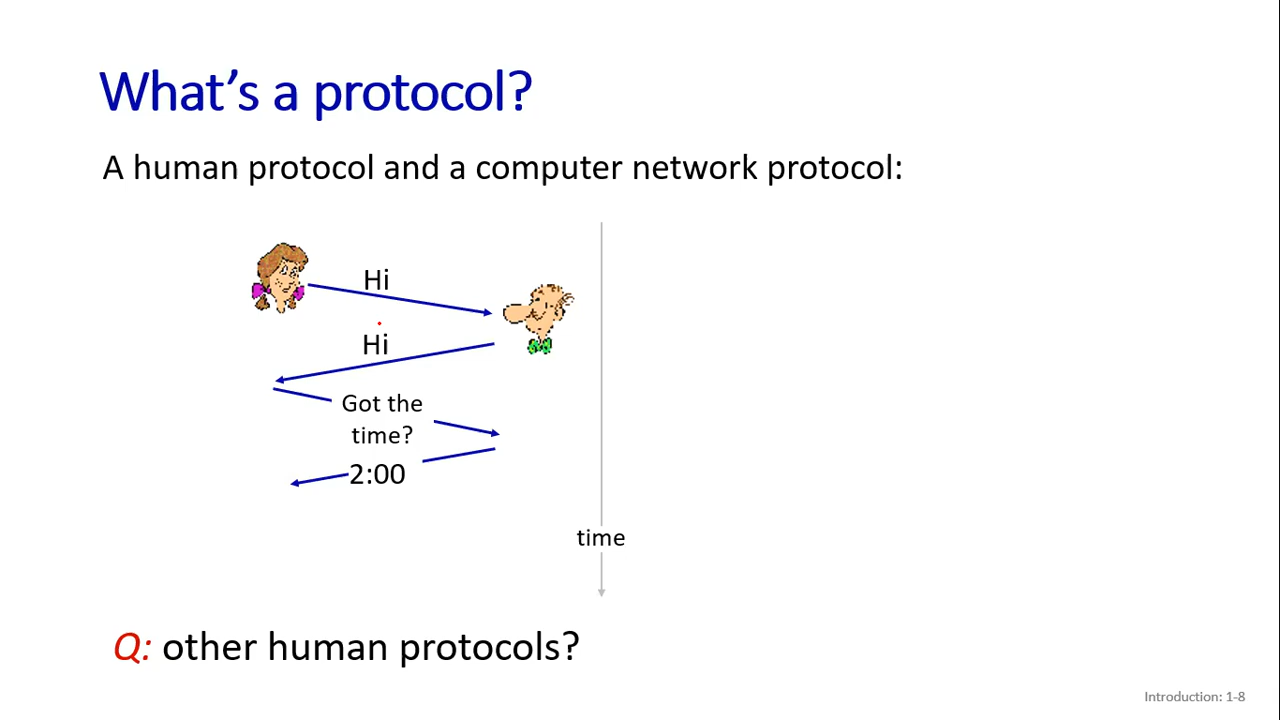 What's a protocol?
A human protocol and a computer network protocol:
Hi
Hi
Got the
time?
2:00
time
Q: other human protocols?
Introduction: 1-8